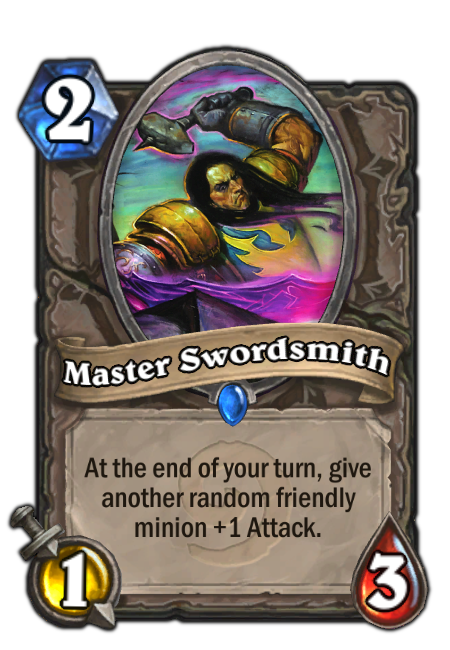 2
Master Swordsmith
At the end of your turn, give
another random friendly
minion +1 Attack.
1
3